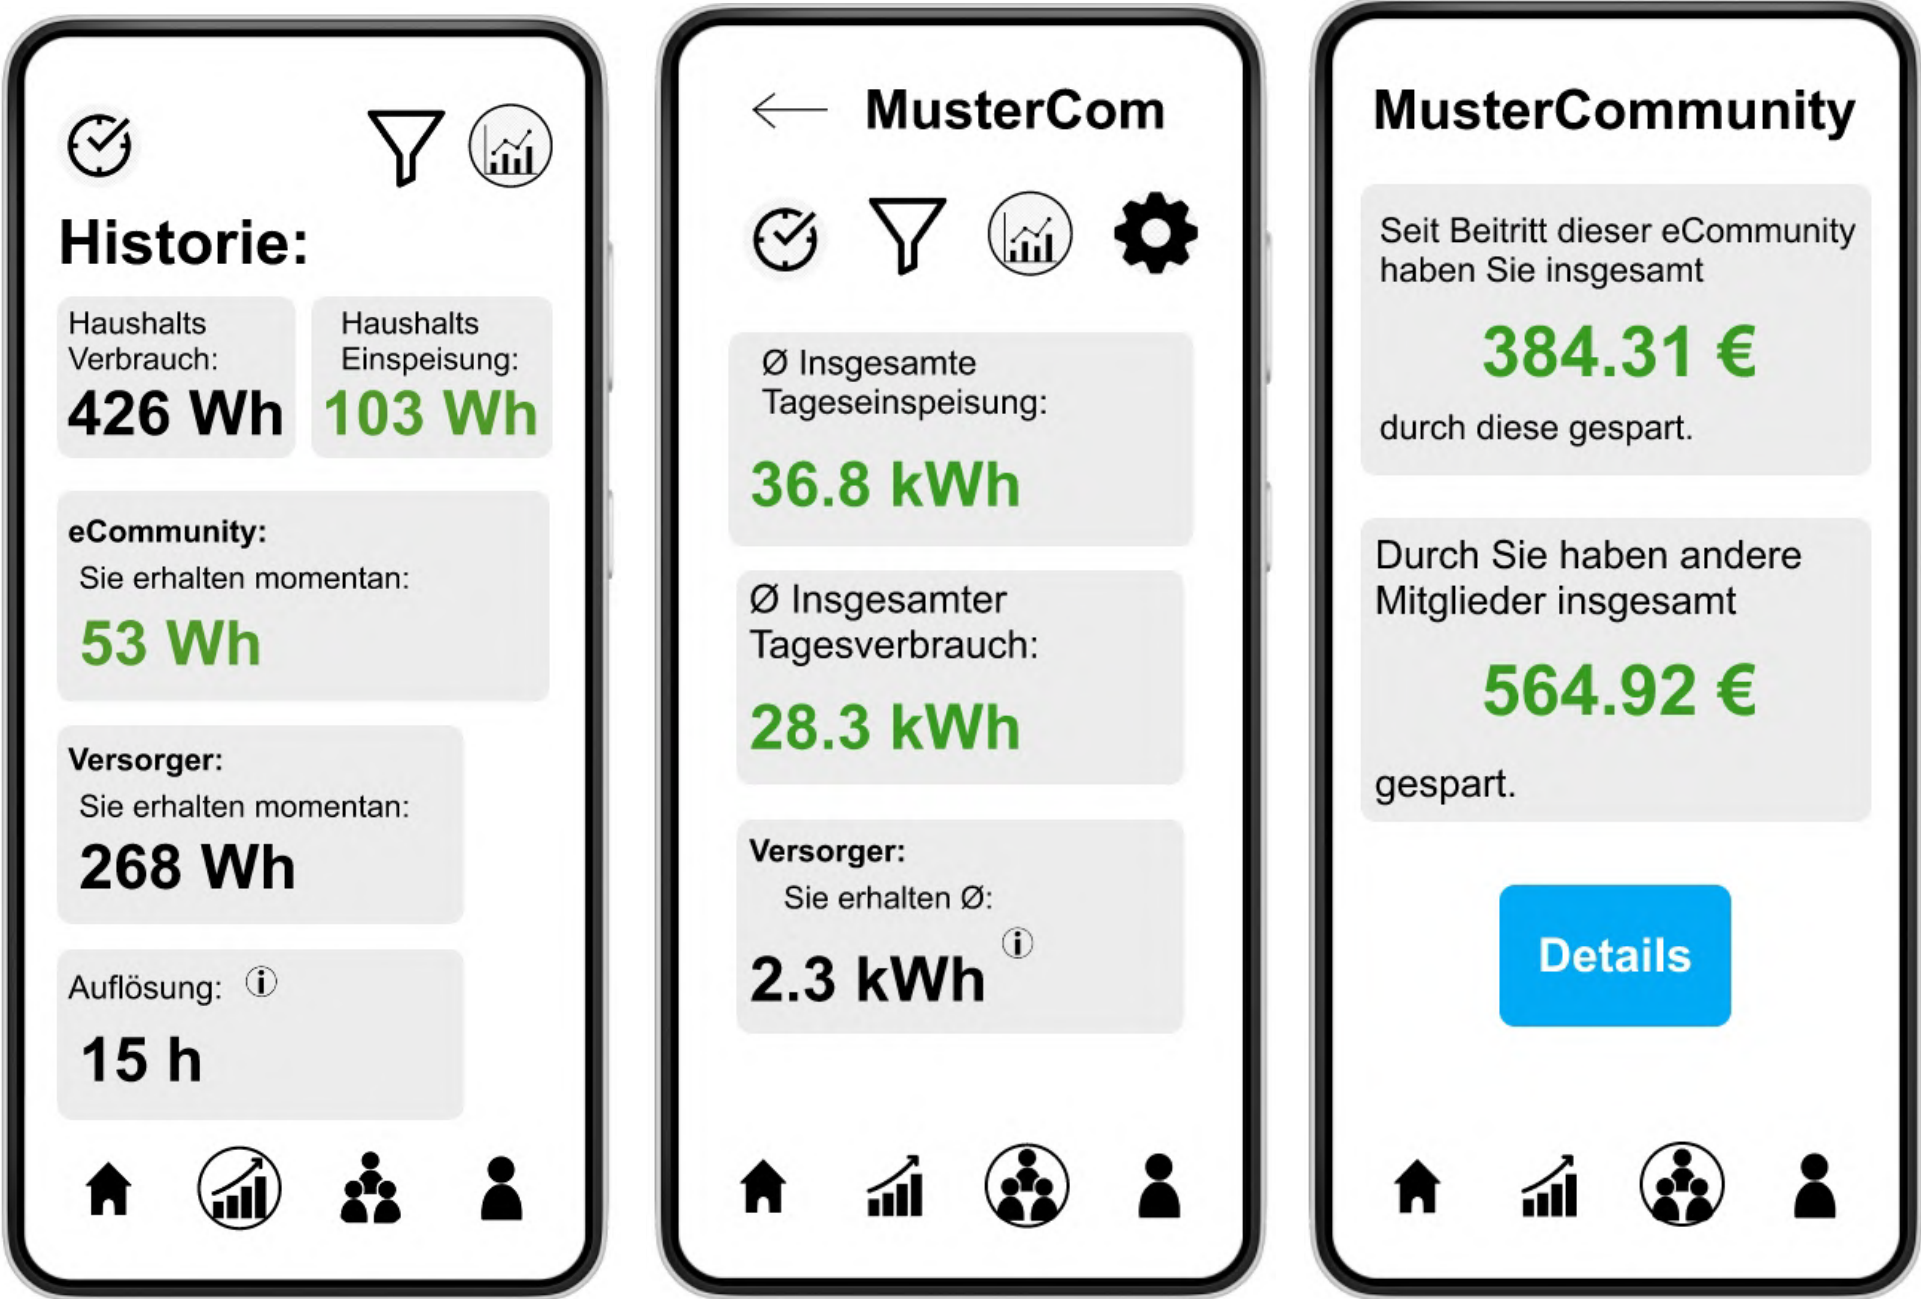 Historie:
Haushalts
Verbrauch:
426 Wh
Haushalts
Einspeisung:
103 Wh
eCommunity:
Sie erhalten momentan:
53 Wh
Versorger:
Sie erhalten momentan:
268 Wh
Auflösung: i
15 h
MusterCom
Ø Insgesamte
Tageseinspeisung:
36.8 kWh
Ø Insgesamter
Tagesverbrauch:
28.3 kWh
Versorger:
Sie erhalten Ø:
2.3 kWh i
MusterCommunity
Seit Beitritt dieser eCommunity
haben Sie insgesamt
384.31 €
durch diese gespart.
Durch Sie haben andere
Mitglieder insgesamt
564.92 €
gespart.
Details